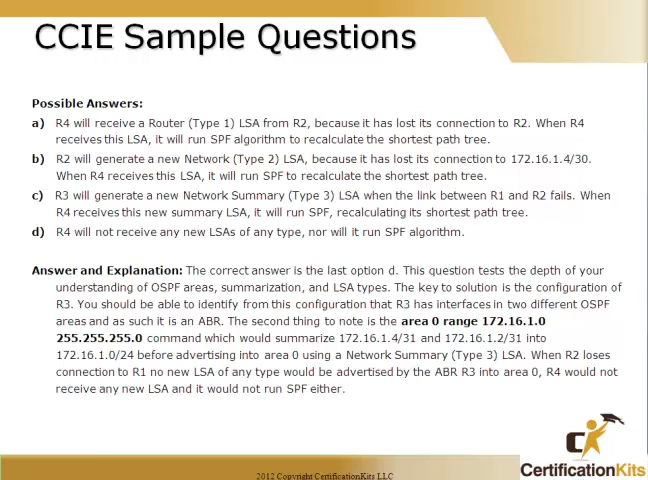 CCIE Sample Questions
Possible Answers:
a) R4 will receive a Router (Type 1) LSA from R2, because it has lost its connection to R2. When R4
receives this LSA, it will run SPF algorithm to recalculate the shortest path tree.
b) R2 will generate a new Network (Type 2) LSA, because it has lost its connection to 172.16.1.4/30.
When R4 receives this LSA, it will run SPF to recalculate the shortest path tree.
c) R3 will generate a new Network Summary (Type 3) LSA when the link between R1 and R2 fails. When
R4 receives this new summary LSA, it will run SPF, recalculating its shortest path tree.
d) R4 will not receive any new LSAs of any type, nor will it run SPF algorithm.
Answer and Explanation: The correct answer is the last option d. This question tests the depth of your
understanding of OSPF areas, summarization, and LSA types. The key to solution is the configuration of
R3. You should be able to identify from this configuration that R3 has interfaces in two different OSPF
areas and as such it is an ABR. The second thing to note is the area 0 range 172.16.1.0
255.255.255.0 command which would summarize 172.16.1.4/31 and 172.16.1.2/31 into
172.16.1.0/24 before advertising into area 0 using a Network Summary (Type 3) LSA. When R2 loses
connection to R1 no new LSA of any type would be advertised by the ABR R3 into area 0, R4 would not
receive any new LSA and it would not run SPF either.
CK
CertificationKits
2012 Copyright CertificationKits LLC